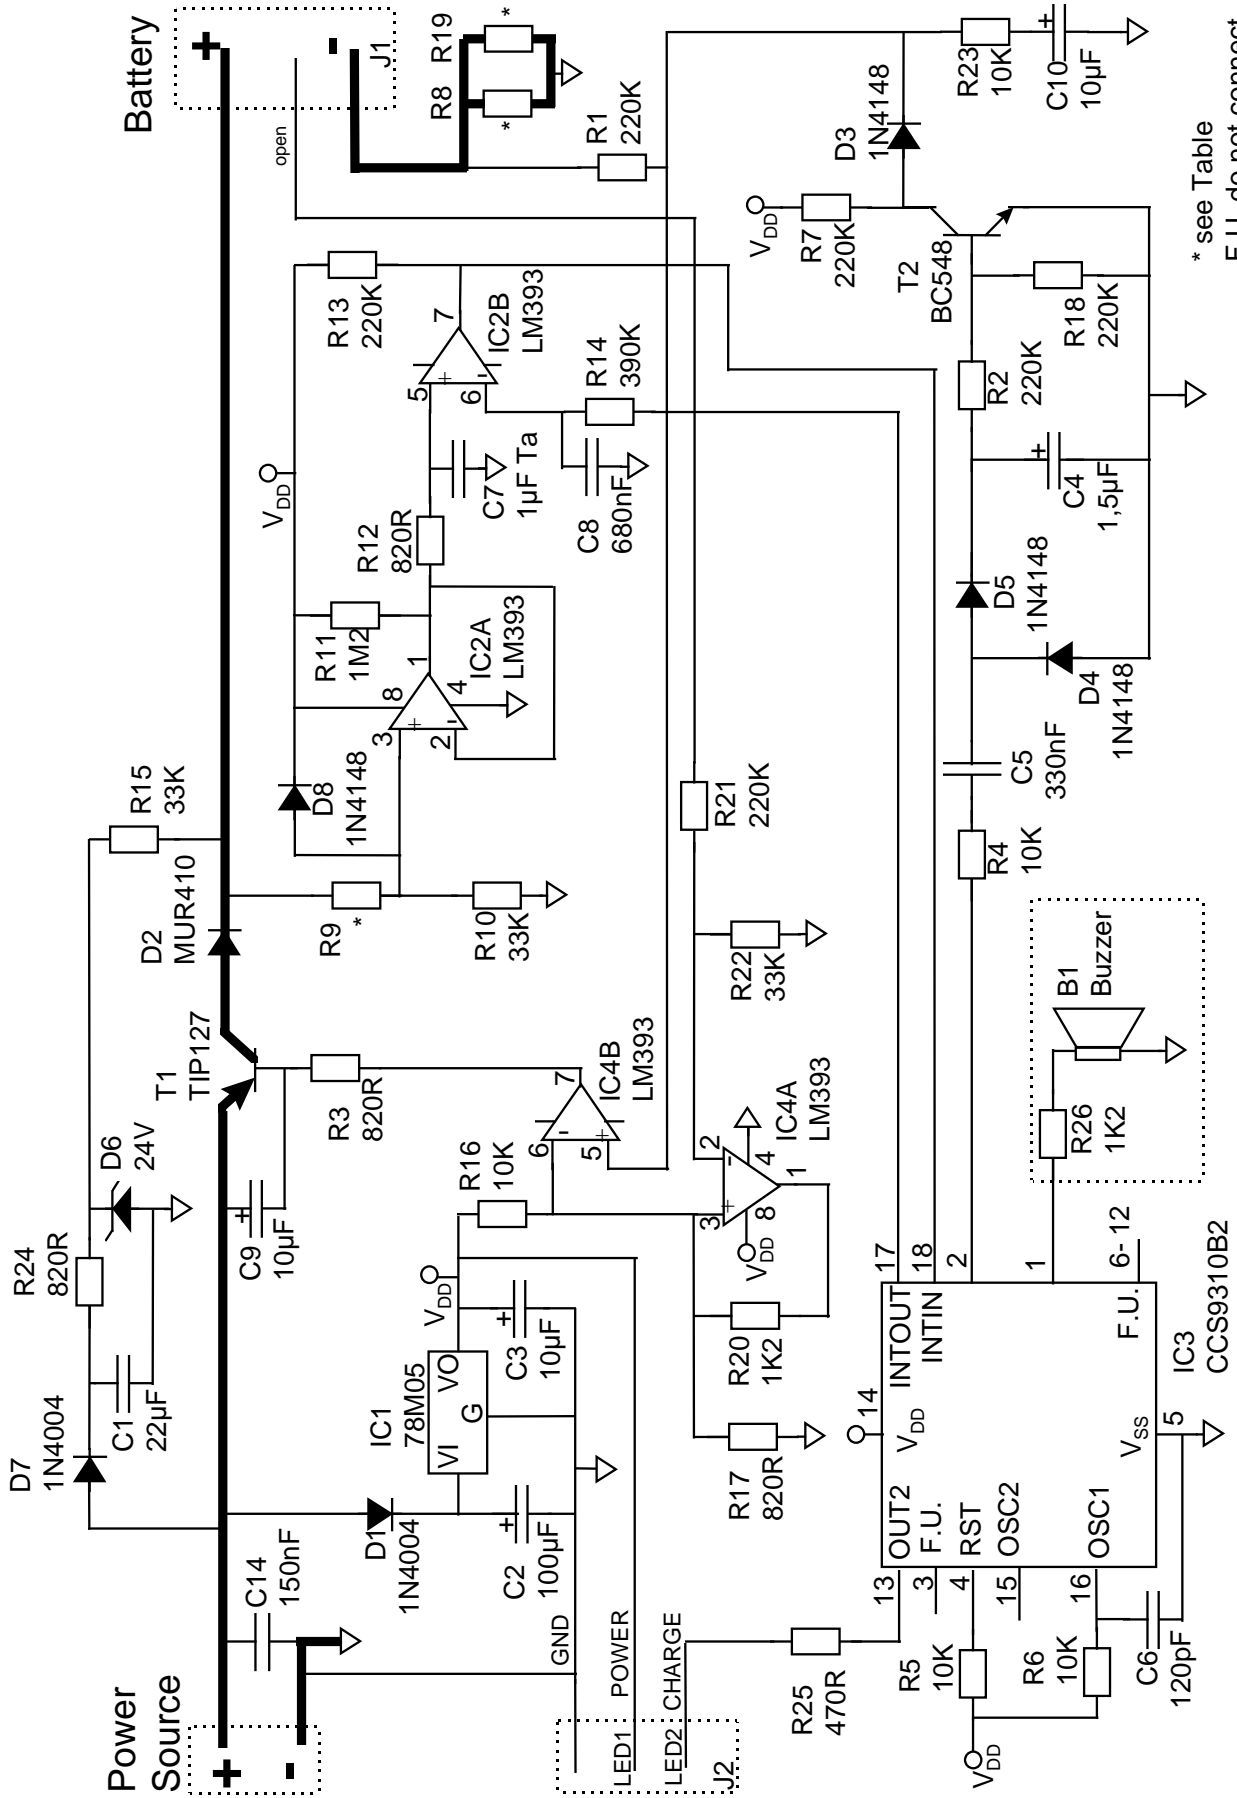 Power
Source
+
-
C14
150nF
D7
1N4004
C1
22µF
R24
820R
D6
24V
C9
10µF
T1
TIP127
D2
MUR410
R15
33K
Battery
+
-
J1
open
R8
R19
*
*
R1
220K
D1
1N4004
C2
100µF
IC1
78M05
VI
VO
G
VDD
C3
10µF
R3
820R
R16
10K
6
5
-
+
7
IC4B
LM393
R9
*
R10
33K
D8
1N4148
VDD
R11
1M2
3
2
+
-
8
4
1
IC2A
LM393
R12
820R
C7
1µF Ta
5
6
+
-
7
IC2B
LM393
R13
220K
C8
680nF
R14
390K
GND
LED1
POWER
LED2
CHARGE
J2
R25
470R
R17
820R
R20
1K2
VDD
3
2
+
-
8
4
1
IC4A
LM393
R22
33K
R21
220K
VDD
R7
220K
D3
1N4148
R23
10K
C10
10µF
+
T2
BC548
R18
220K
R2
220K
C4
1,5µF
+
D5
1N4148
D4
1N4148
C5
330nF
R4
10K
B1
Buzzer
R26
1K2
VDD
R5
10K
R6
10K
C6
120pF
13
3
4
15
16
OUT2
F.U.
RST
OSC2
OSC1
14
VDD
VSS
5
INTOUT
INTIN
F.U.
17
18
2
1
6- 12
IC3
CCS9310B2
* see Table